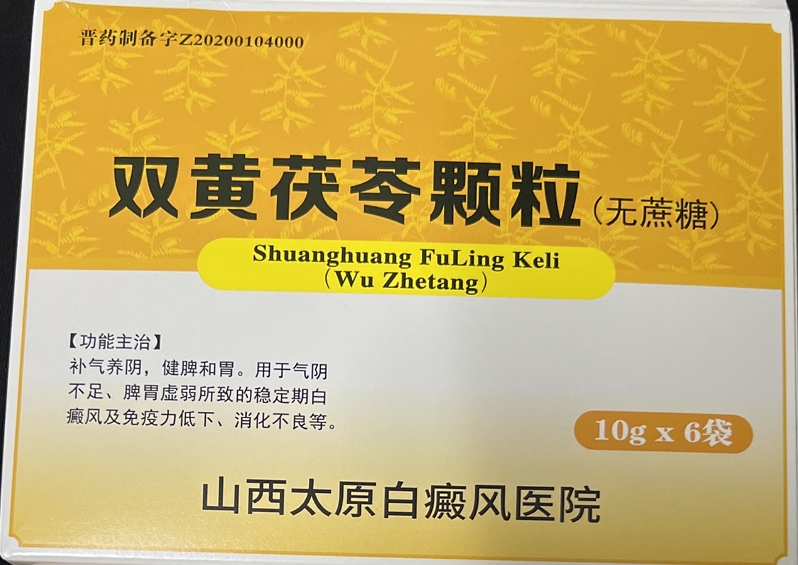 晋药制备字Z20200104000
双黄茯苓颗粒(无蔗糖)
Shuanghuang FuLing Keli
(Wu Zhetang)
【功能主治】
补气养阴，健脾和胃。用于气阴
不足、脾胃虚弱所致的稳定期白
癜风及免疫力低下、消化不良等。
10g x 6袋
山西太原白癜风医院